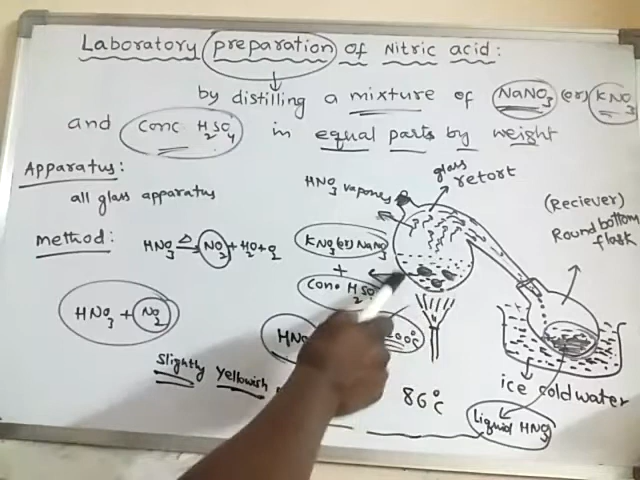 Laboratory preparation of Nitric acid:
by distilling a mixture of NaNO3 (or) KNO3
and Conc H2SO4 in equal parts by weight
Apparatus:
all glass apparatus
method:
HNO3 Δ→ NO2 + H2O + O2
HNO3 + NO2
Slightly Yellowish
HNO3 vapones
glass retort
KNO3 (or) NaNO3
+
Conc H2SO4
86°C
(Reciever)
Round bottom
flask
ice cold water
Liquid HNO3